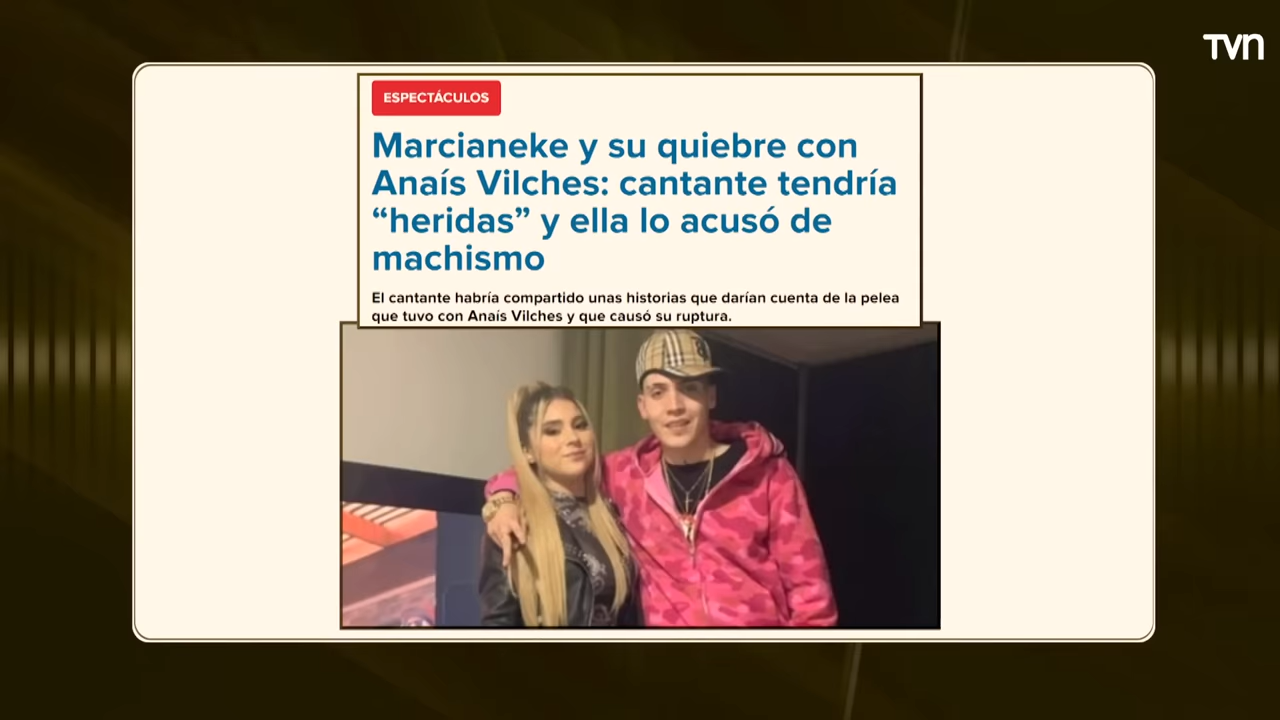 TVN
ESPECTÁCULOS
Marcianeke y su quiebre con
Anaís Vilches: cantante tendría
“heridas” y ella lo acusó de
machismo
El cantante habría compartido unas historias que darían cuenta de la pelea
que tuvo con Anaís Vilches y que causó su ruptura.